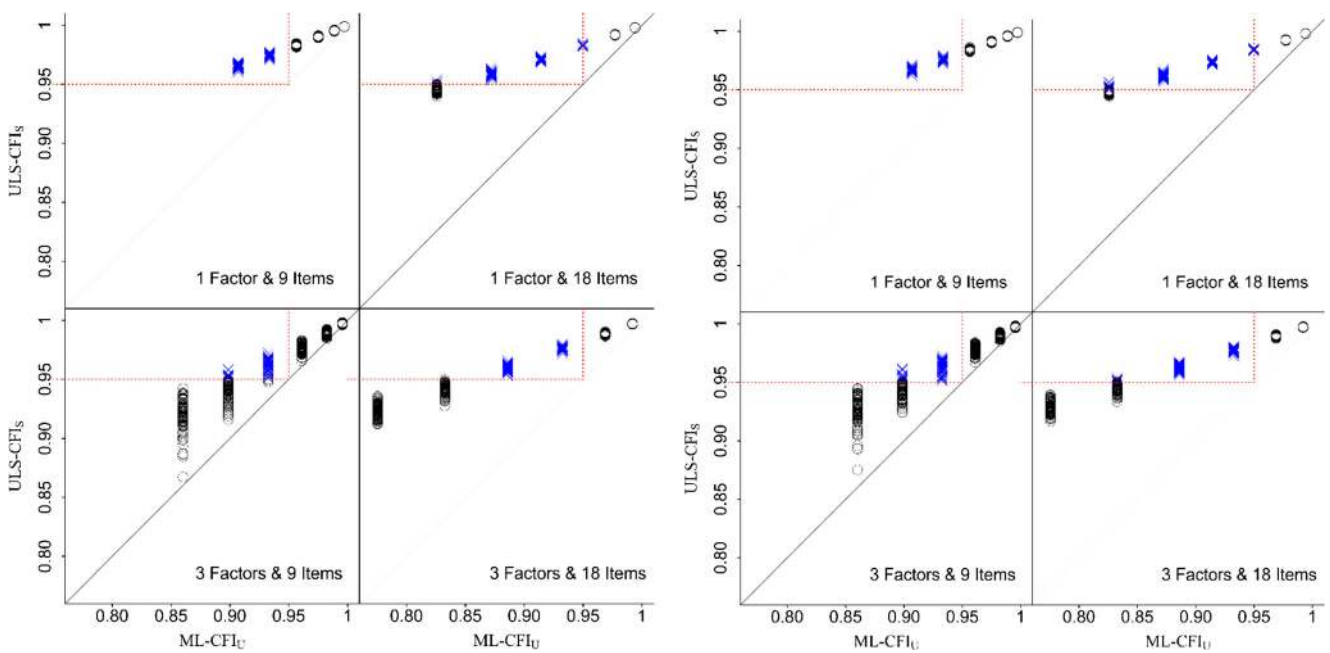 1
0.95
0.90
0.85
0.80
ULS-CFIS
1 Factor & 9 Items
1 Factor & 18 Items
1
0.95
0.90
0.85
0.80
ULS-CFIS
3 Factors & 9 Items
3 Factors & 18 Items
0.80 0.85 0.90 0.95 1
0.80 0.85 0.90 0.95 1
ML-CFIU
ML-CFIU
1
0.95
0.90
0.85
0.80
ULS-CFIS
1 Factor & 9 Items
1 Factor & 18 Items
1
0.95
0.90
0.85
0.80
ULS-CFIS
3 Factors & 9 Items
3 Factors & 18 Items
0.80 0.85 0.90 0.95 1
0.80 0.85 0.90 0.95 1
ML-CFIU
ML-CFIU